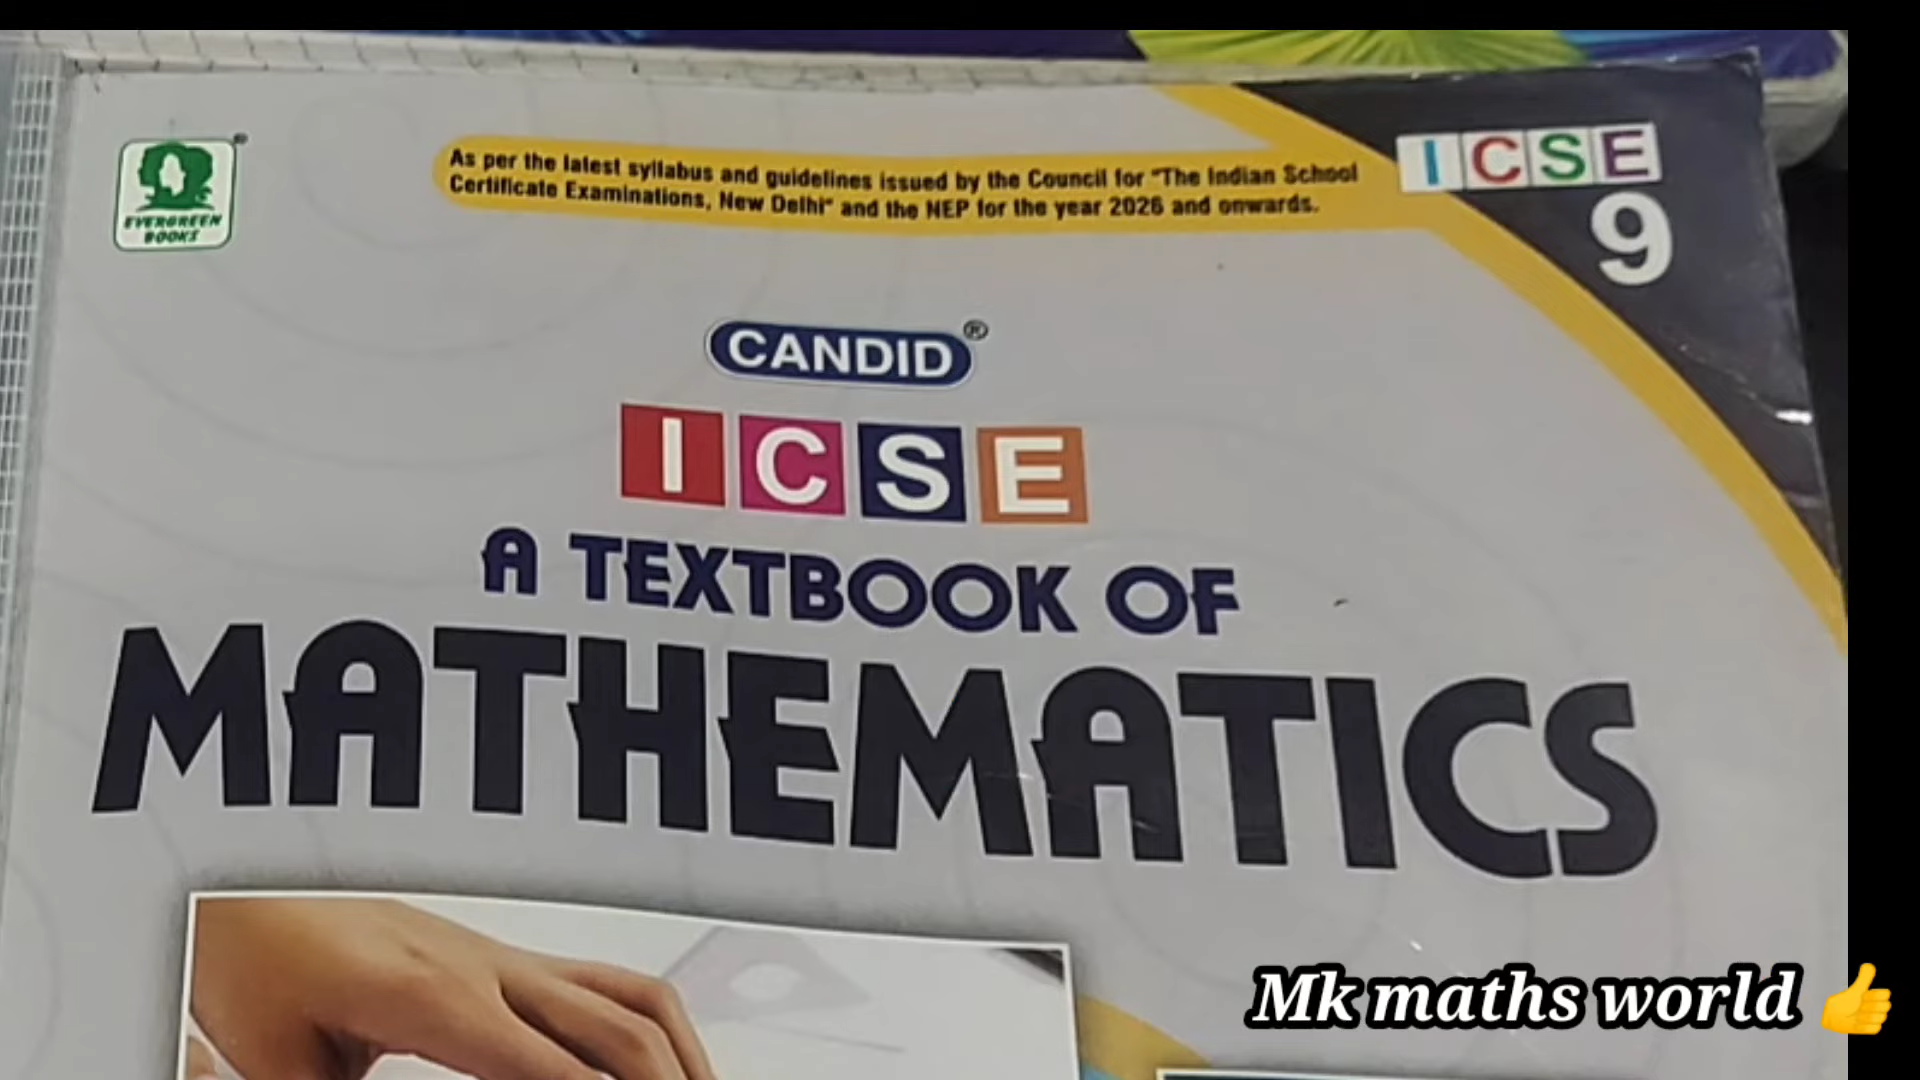 As per the latest syllabus and guidelines issued by the Council for "The Indian School
Certificate Examinations, New Delhi" and the NEP for the year 2026 and onwards.
ICSE
9
EVERGREEN
BOOKS
CANDID®
ICSE
A TEXTBOOK OF
MATHEMATICS
Mk maths world 👍